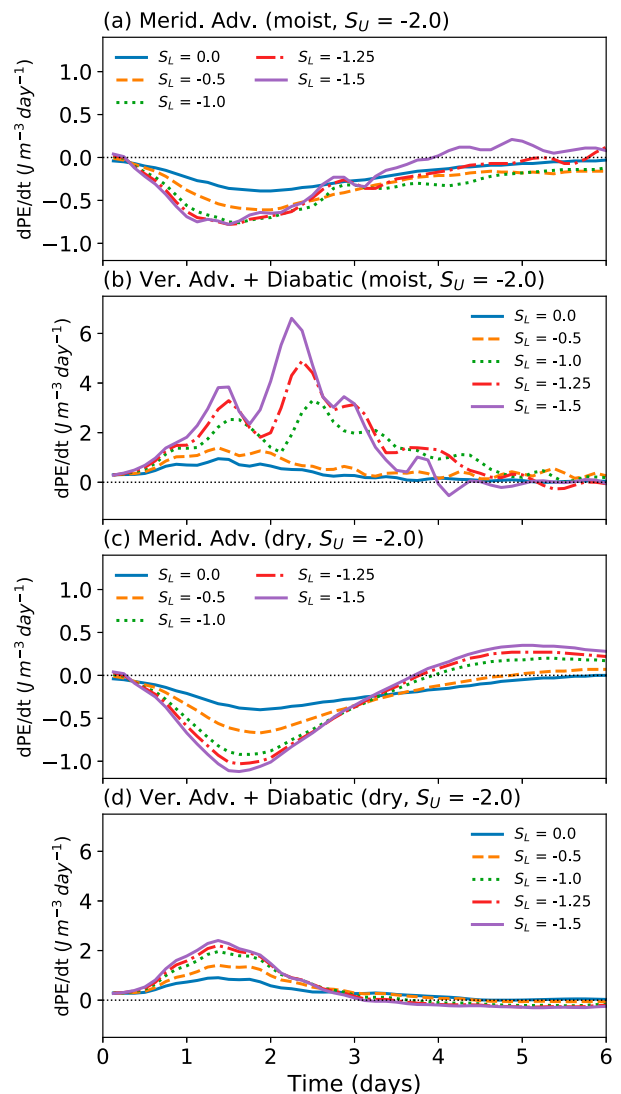 (a) Merid. Adv. (moist, S_U = -2.0)
dPE/dt (J m⁻³ day⁻¹)
1.0
0.5
0.0
−0.5
−1.0
S_L = 0.0
S_L = -0.5
S_L = -1.0
S_L = -1.25
S_L = -1.5
(b) Ver. Adv. + Diabatic (moist, S_U = -2.0)
dPE/dt (J m⁻³ day⁻¹)
6
4
2
0
S_L = 0.0
S_L = -0.5
S_L = -1.0
S_L = -1.25
S_L = -1.5
(c) Merid. Adv. (dry, S_U = -2.0)
dPE/dt (J m⁻³ day⁻¹)
1.0
0.5
0.0
−0.5
−1.0
S_L = 0.0
S_L = -0.5
S_L = -1.0
S_L = -1.25
S_L = -1.5
(d) Ver. Adv. + Diabatic (dry, S_U = -2.0)
dPE/dt (J m⁻³ day⁻¹)
6
4
2
0
S_L = 0.0
S_L = -0.5
S_L = -1.0
S_L = -1.25
S_L = -1.5
0 1 2 3 4 5 6
Time (days)